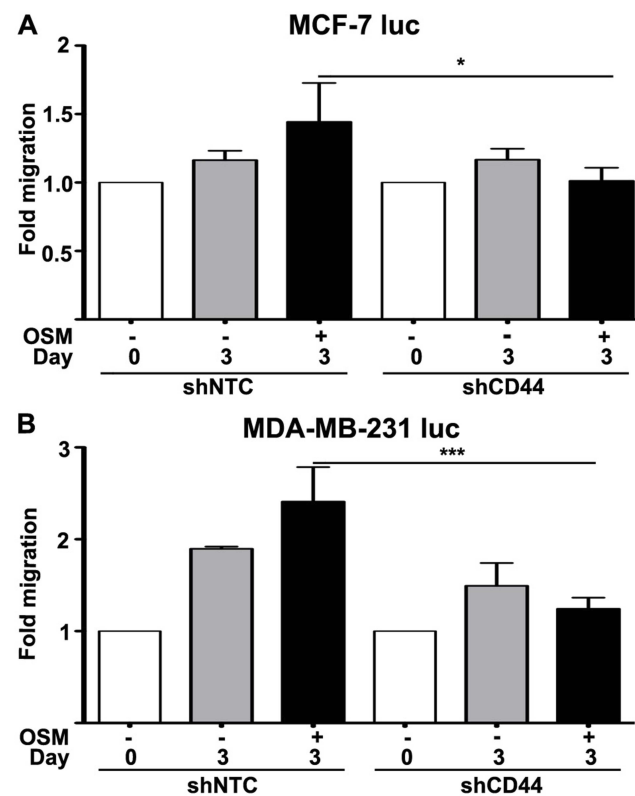 A
MCF-7 luc
Fold migration
2
1.5
1.0
0.5
*
OSM - - + - - +
Day 0 3 3 0 3 3
shNTC shCD44
B
MDA-MB-231 luc
Fold migration
3
2
1
***
OSM - - + - - +
Day 0 3 3 0 3 3
shNTC shCD44